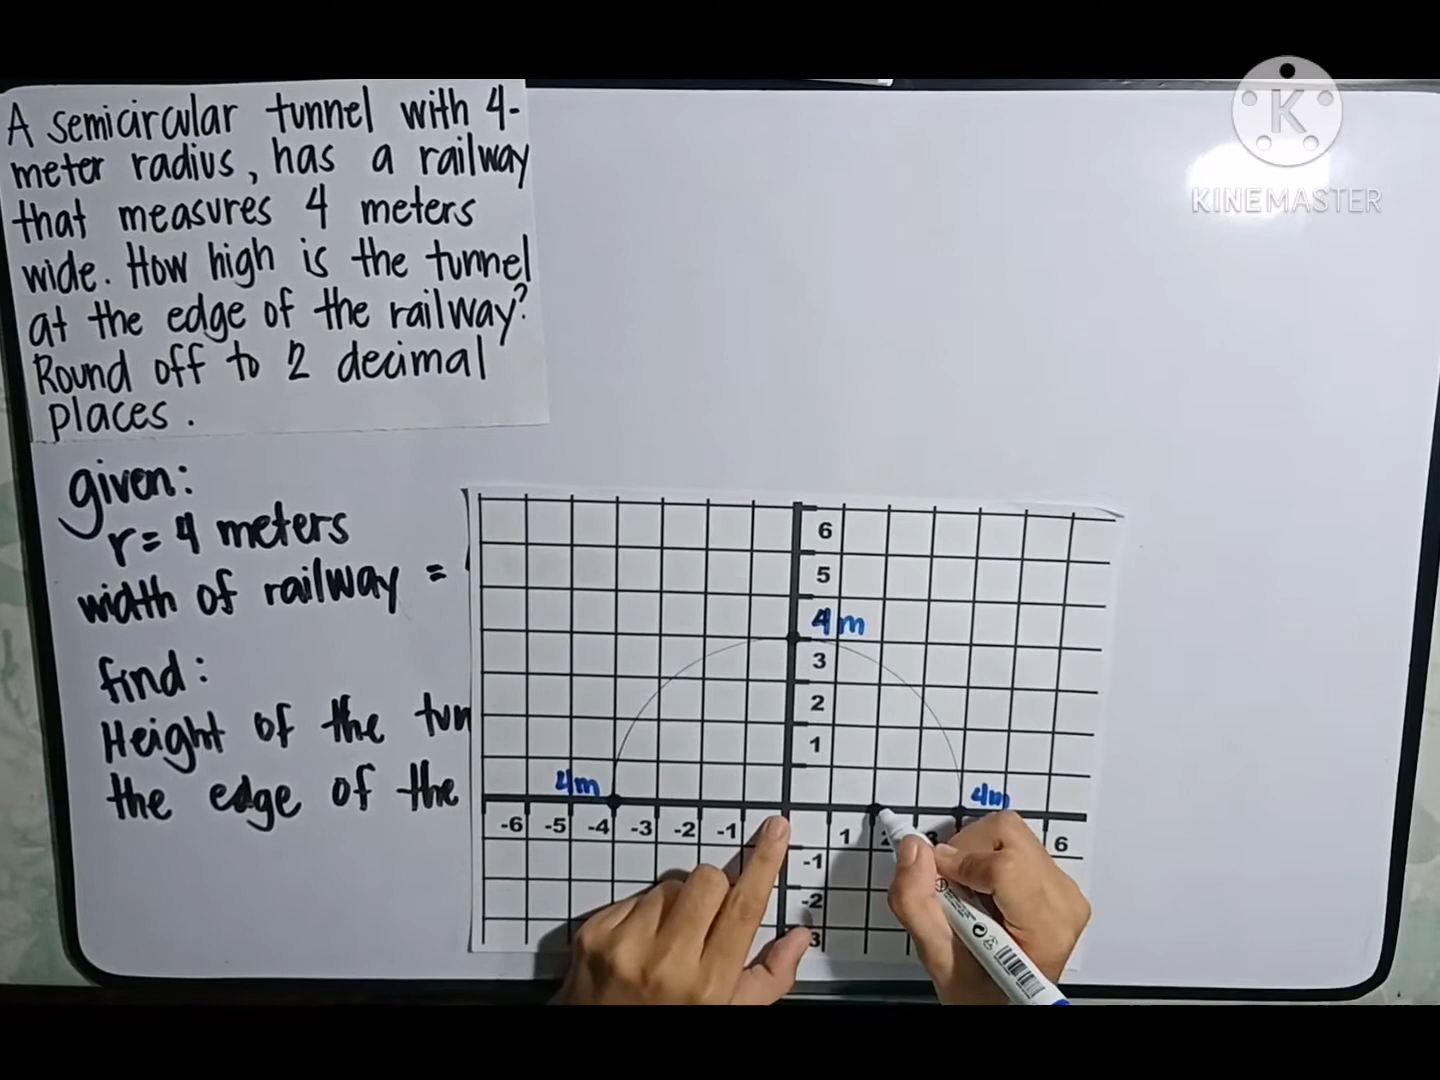 A semicircular tunnel with 4-
meter radius, has a railway
that measures 4 meters
wide. How high is the tunnel
at the edge of the railway?
Round off to 2 decimal
places.
K
KINEMASTER
given:
r = 4 meters
width of railway =
find:
Height of the tun
the edge of the
6
5
4m
3
2
1
4m
4m
-6 -5 -4 -3 -2 -1 1 2 3 6
-1
-2
3